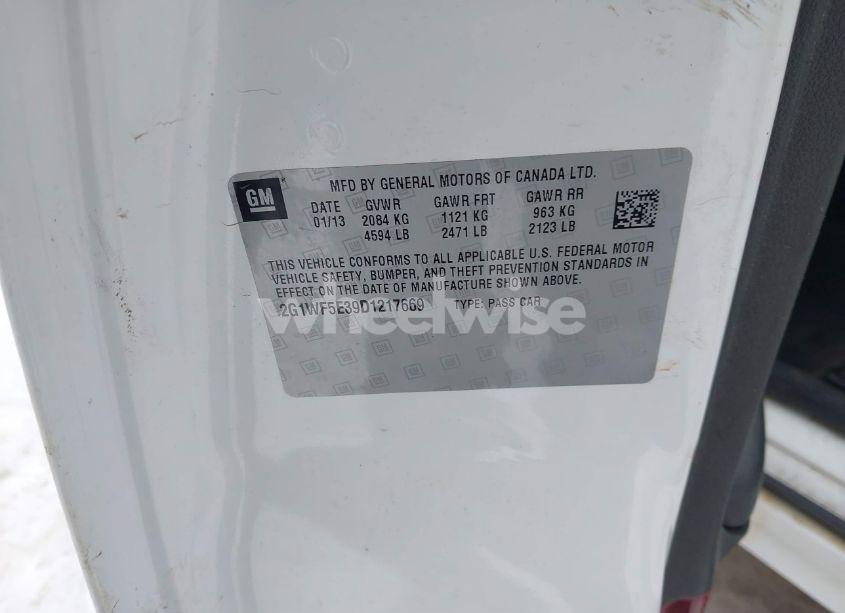 GM
MFD BY GENERAL MOTORS OF CANADA LTD.
DATE GVWR GAWR FRT GAWR RR
01/13 2084 KG 1121 KG 963 KG
4594 LB 2471 LB 2123 LB
THIS VEHICLE CONFORMS TO ALL APPLICABLE U.S. FEDERAL MOTOR
VEHICLE SAFETY, BUMPER, AND THEFT PREVENTION STANDARDS IN
EFFECT ON THE DATE OF MANUFACTURE SHOWN ABOVE.
2G1WF5E39D1217669 TYPE: PASS CAR
wheelwise